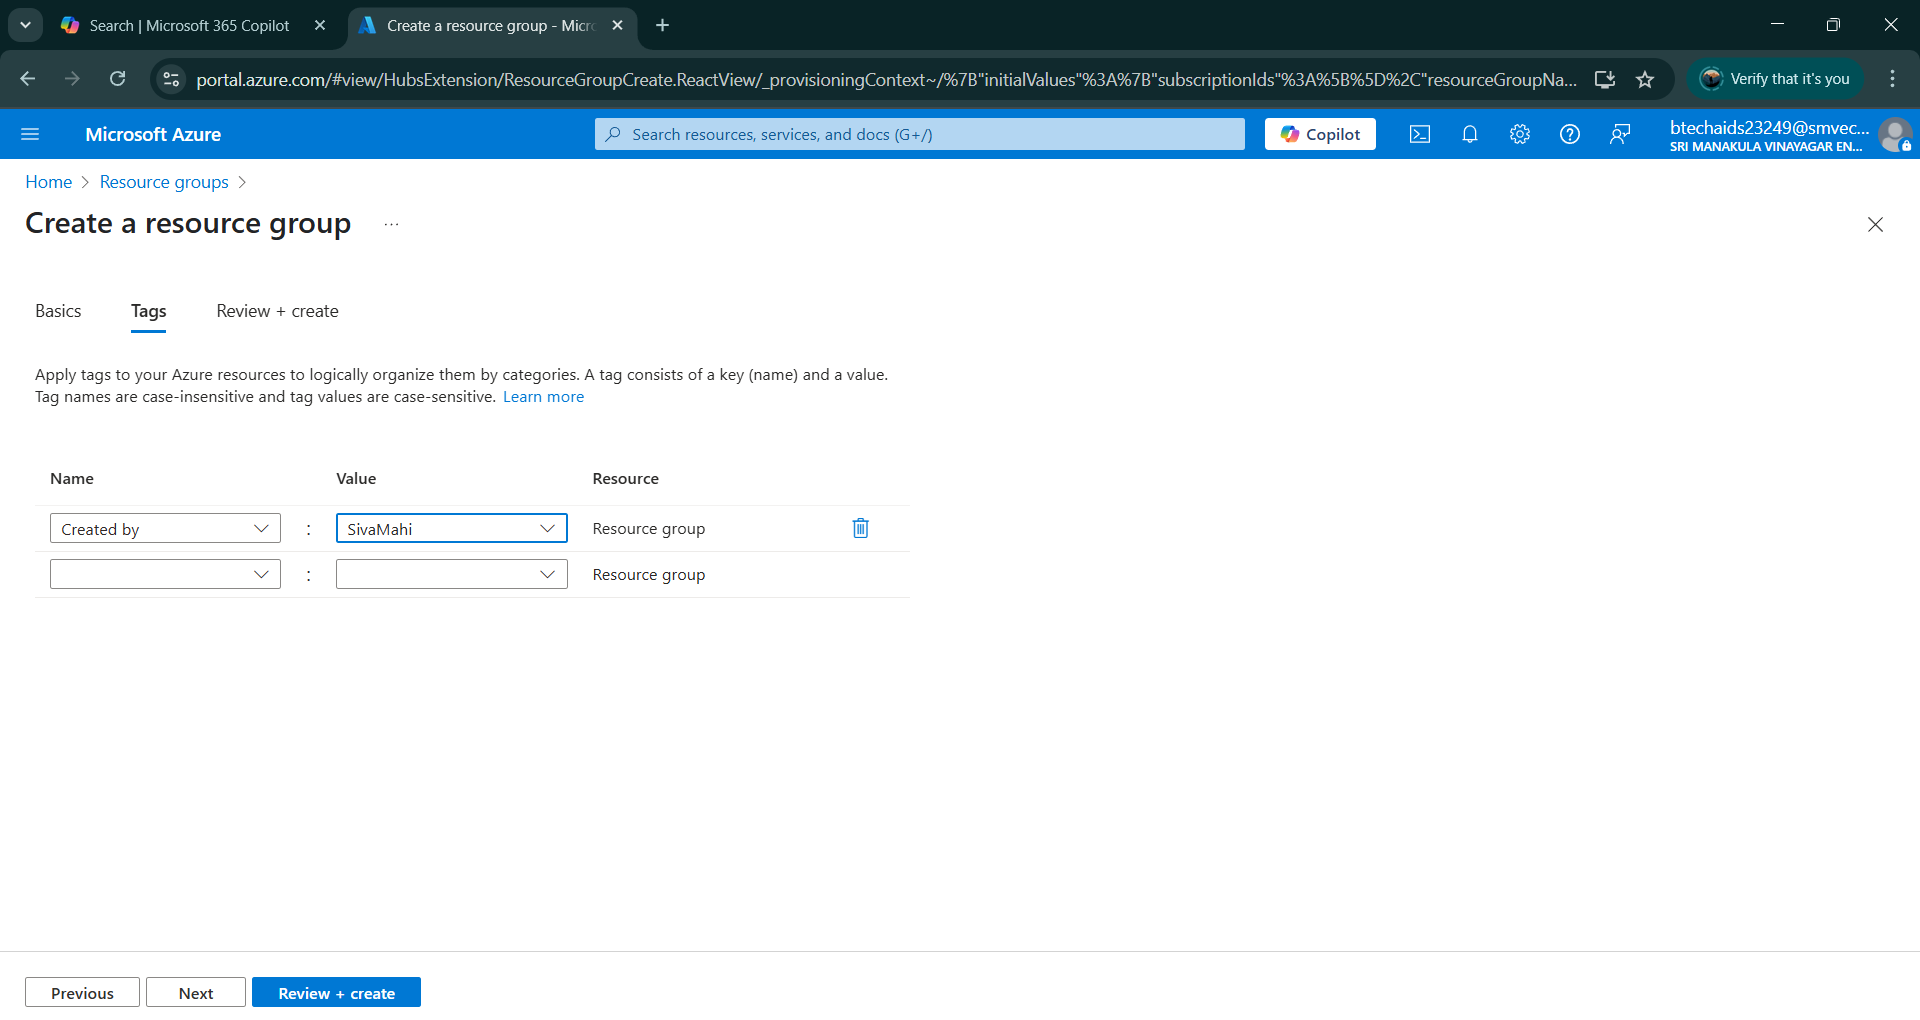 Search | Microsoft 365 Copilot
Create a resource group - Micr
portal.azure.com/#view/HubsExtension/ResourceGroupCreate.ReactView/_provisioningContext~/%7B"initialValues"%3A%7B"subscriptionIds"%3A%5B%5D%2C"resourceGroupNa...
Verify that it's you
Microsoft Azure
Search resources, services, and docs (G+/)
Copilot
btechaids23249@smvec...
SRI MANAKULA VINAYAGAR EN...
Home > Resource groups >
Create a resource group ...
Basics Tags Review + create
Apply tags to your Azure resources to logically organize them by categories. A tag consists of a key (name) and a value.
Tag names are case-insensitive and tag values are case-sensitive. Learn more
Name Value Resource
Created by : SivaMahi Resource group
: Resource group
Previous Next Review + create